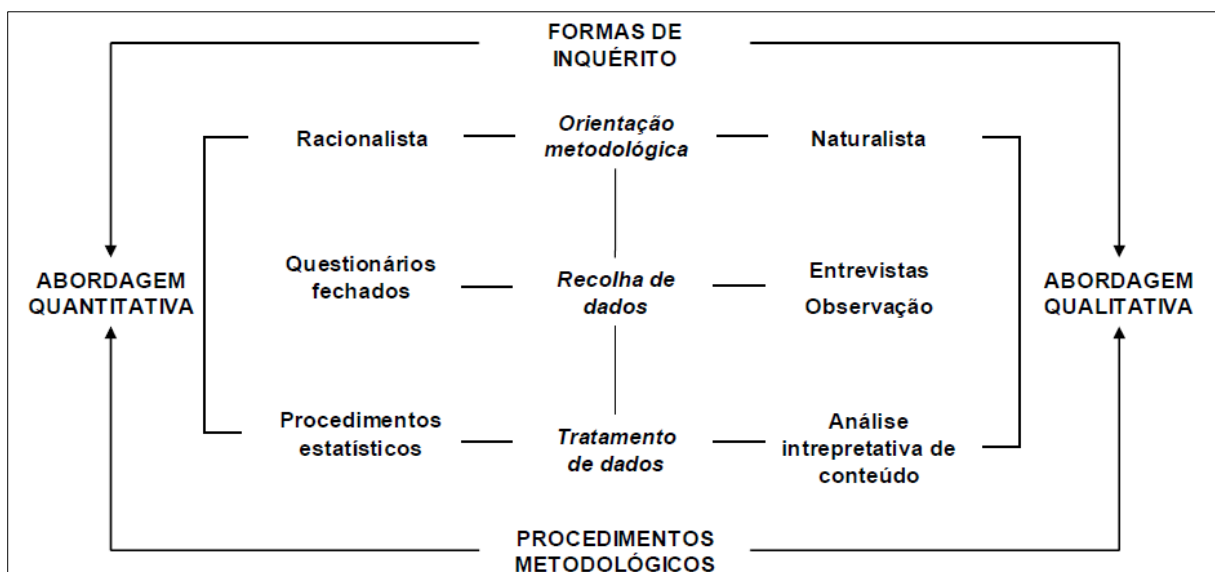 FORMAS DE
INQUÉRITO
Racionalista
Orientação
metodológica
Naturalista
ABORDAGEM
QUANTITATIVA
Questionários
fechados
Recolha de
dados
Entrevistas
Observação
ABORDAGEM
QUALITATIVA
Procedimentos
estatísticos
Tratamento
de dados
Análise
intrepretativa de
conteúdo
PROCEDIMENTOS
METODOLÓGICOS